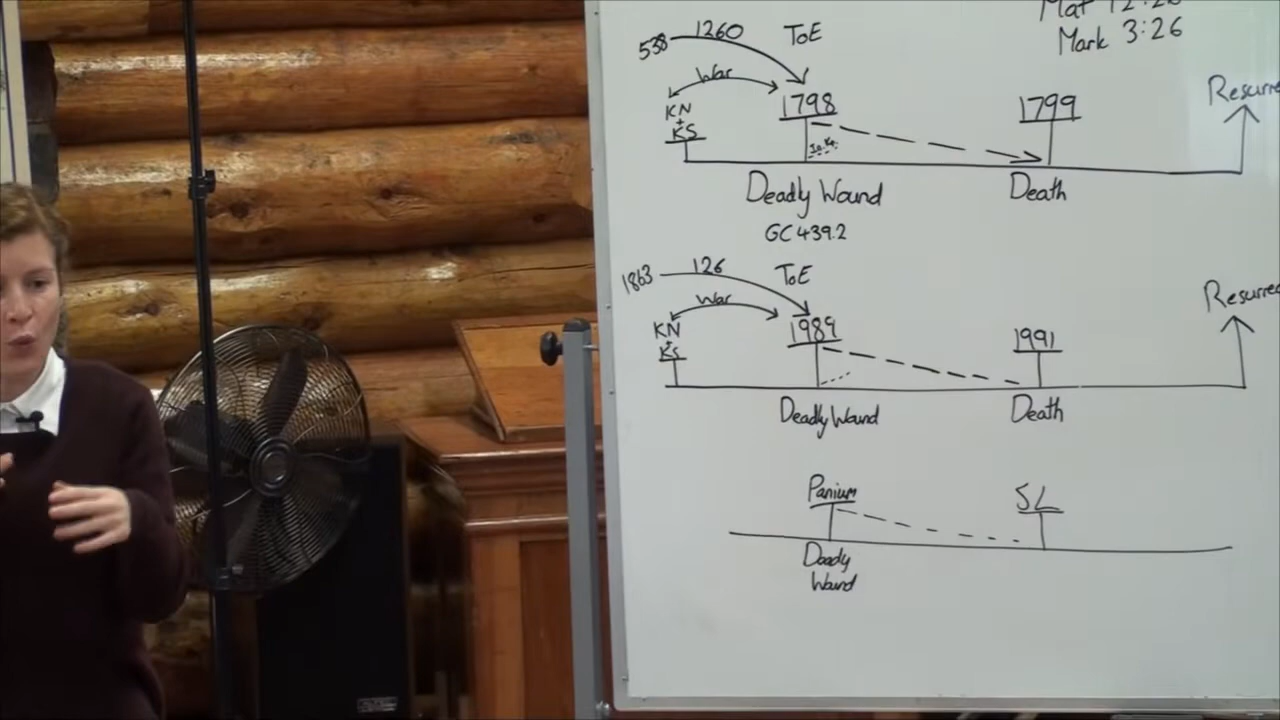 Mark 3:26
538 1260 ToE
War
KN
+
KS
1798
1799
Resurre
Deadly Wound
Death
GC 439.2
1863 126 ToE
War
KN
+
KS
1989
1991
Resurre
Deadly Wound
Death
Panium
SL
Deadly
Wound